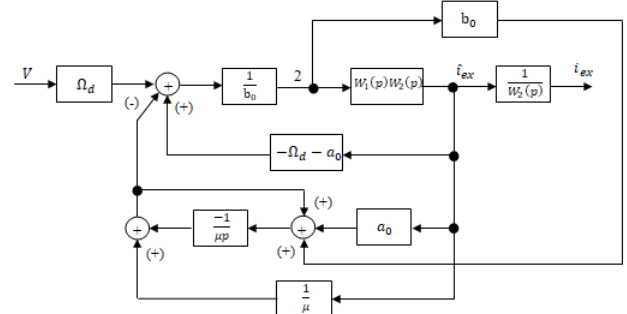 b₀
V
Ω_d
(-)
+
(+)
1/b₀
2
W₁(p)W₂(p)
î_ex
1/W₂(p)
i_ex
−Ω_d − a₀
(+)
+
(+)
−1/μp
+
(+)
a₀
1/μ